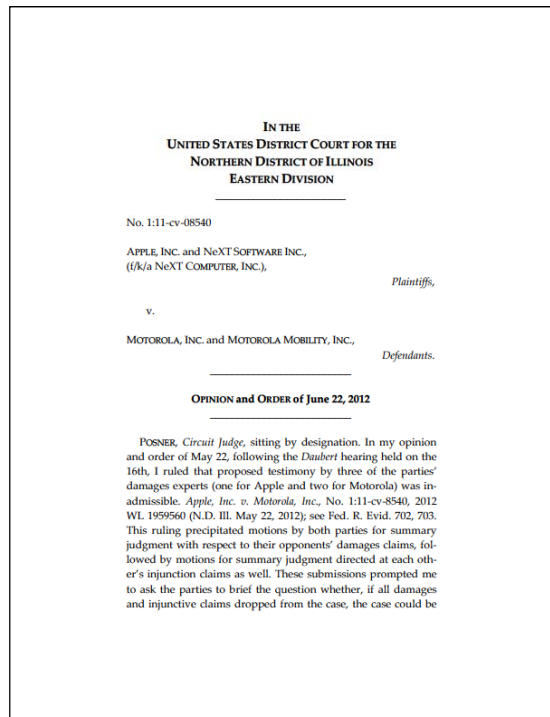 IN THE
UNITED STATES DISTRICT COURT FOR THE
NORTHERN DISTRICT OF ILLINOIS
EASTERN DIVISION
No. 1:11-cv-08540
APPLE, INC. and NEXT SOFTWARE INC.,
(f/k/a NEXT COMPUTER, INC.),
Plaintiffs,
v.
MOTOROLA, INC. and MOTOROLA MOBILITY, INC.,
Defendants.
OPINION and ORDER of June 22, 2012
POSNER, Circuit Judge, sitting by designation. In my opinion
and order of May 22, following the Daubert hearing held on the
16th, I ruled that proposed testimony by three of the parties'
damages experts (one for Apple and two for Motorola) was in-
admissible. Apple, Inc. v. Motorola, Inc., No. 1:11-cv-8540, 2012
WL 1959560 (N.D. Ill. May 22, 2012); see Fed. R. Evid. 702, 703.
This ruling precipitated motions by both parties for summary
judgment with respect to their opponents' damages claims, fol-
lowed by motions for summary judgment directed at each oth-
er's injunction claims as well. These submissions prompted me
to ask the parties to brief the question whether, if all damages
and injunctive claims dropped from the case, the case could be